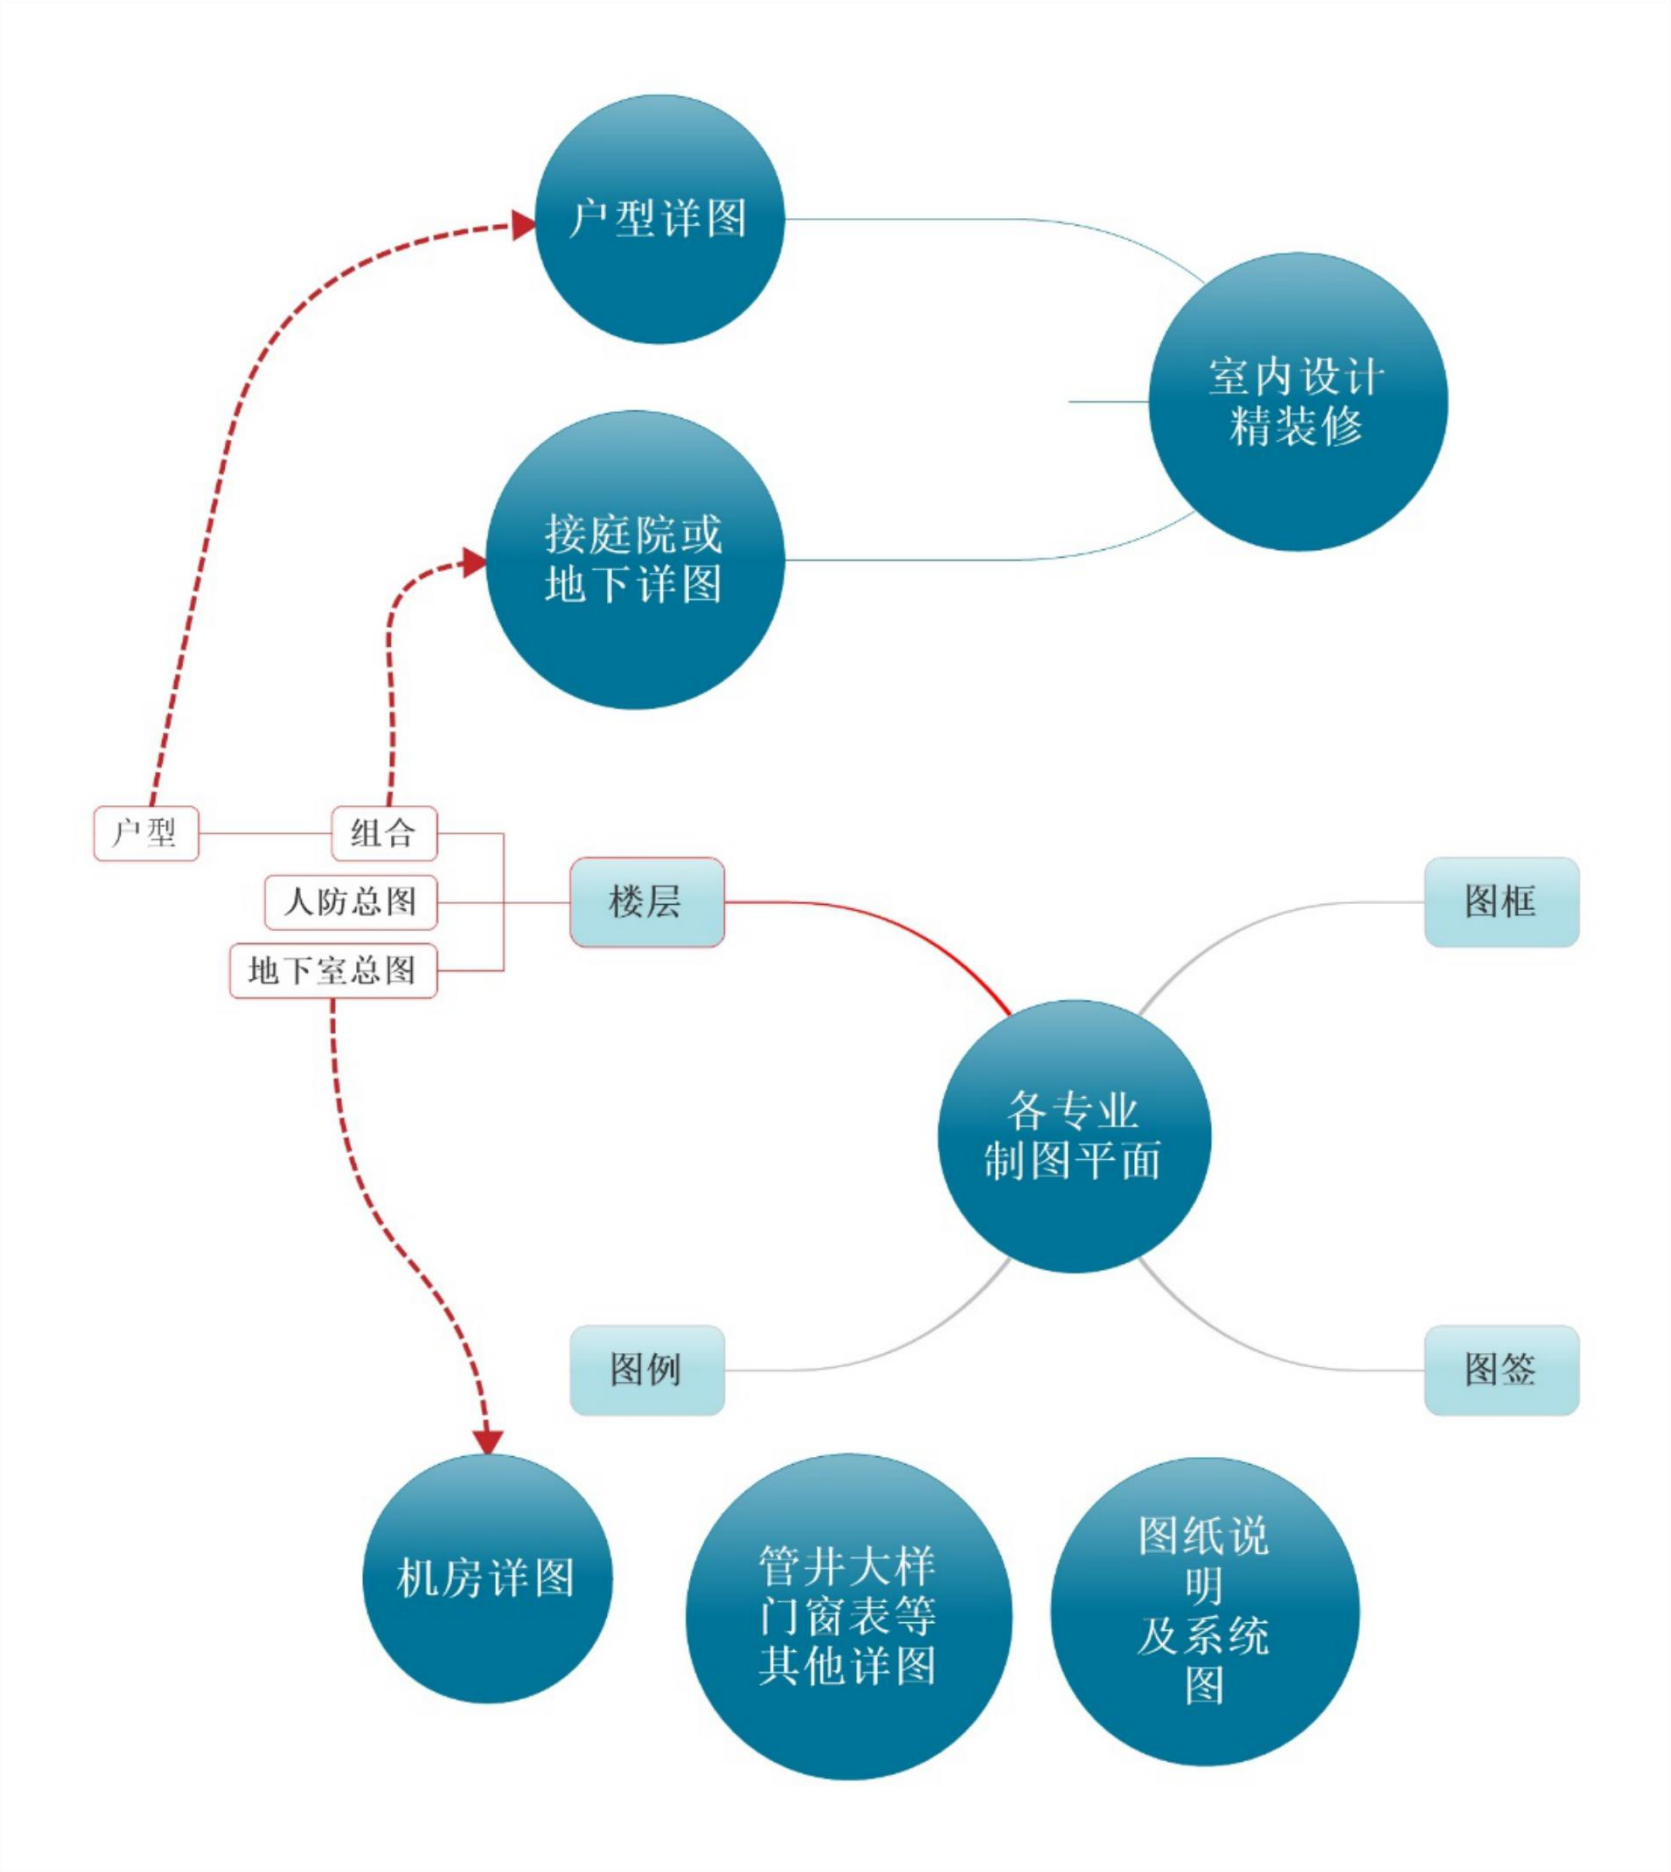 户型详图
室内设计
精装修
接庭院或
地下详图
户型
组合
人防总图
地下室总图
楼层
图框
各专业
制图平面
图例
图签
机房详图
管井大样
门窗表等
其他详图
图纸说
明
及系统
图